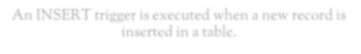 An INSERT trigger is executed when a new record is
inserted in a table.